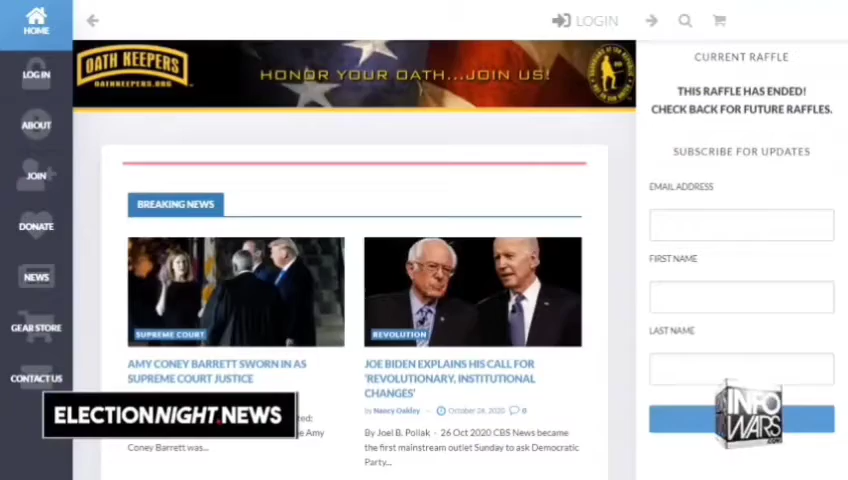 HOME
LOG IN
ABOUT
JOIN
DONATE
NEWS
GEAR STORE
CONTACT US
LOGIN
OATH KEEPERS
OATHKEEPERS.ORG
HONOR YOUR OATH...JOIN US!
BREAKING NEWS
SUPREME COURT
AMY CONEY BARRETT SWORN IN AS
SUPREME COURT JUSTICE
Amy
Coney Barrett was...
REVOLUTION
JOE BIDEN EXPLAINS HIS CALL FOR
'REVOLUTIONARY, INSTITUTIONAL
CHANGES'
by Nancy Oakley - October 26, 2020 0
By Joel B. Pollak - 26 Oct 2020 CBS News became
the first mainstream outlet Sunday to ask Democratic
Party...
CURRENT RAFFLE
THIS RAFFLE HAS ENDED!
CHECK BACK FOR FUTURE RAFFLES.
SUBSCRIBE FOR UPDATES
EMAIL ADDRESS
FIRST NAME
LAST NAME
ELECTIONNIGHT.NEWS
INFO
WARS
.COM